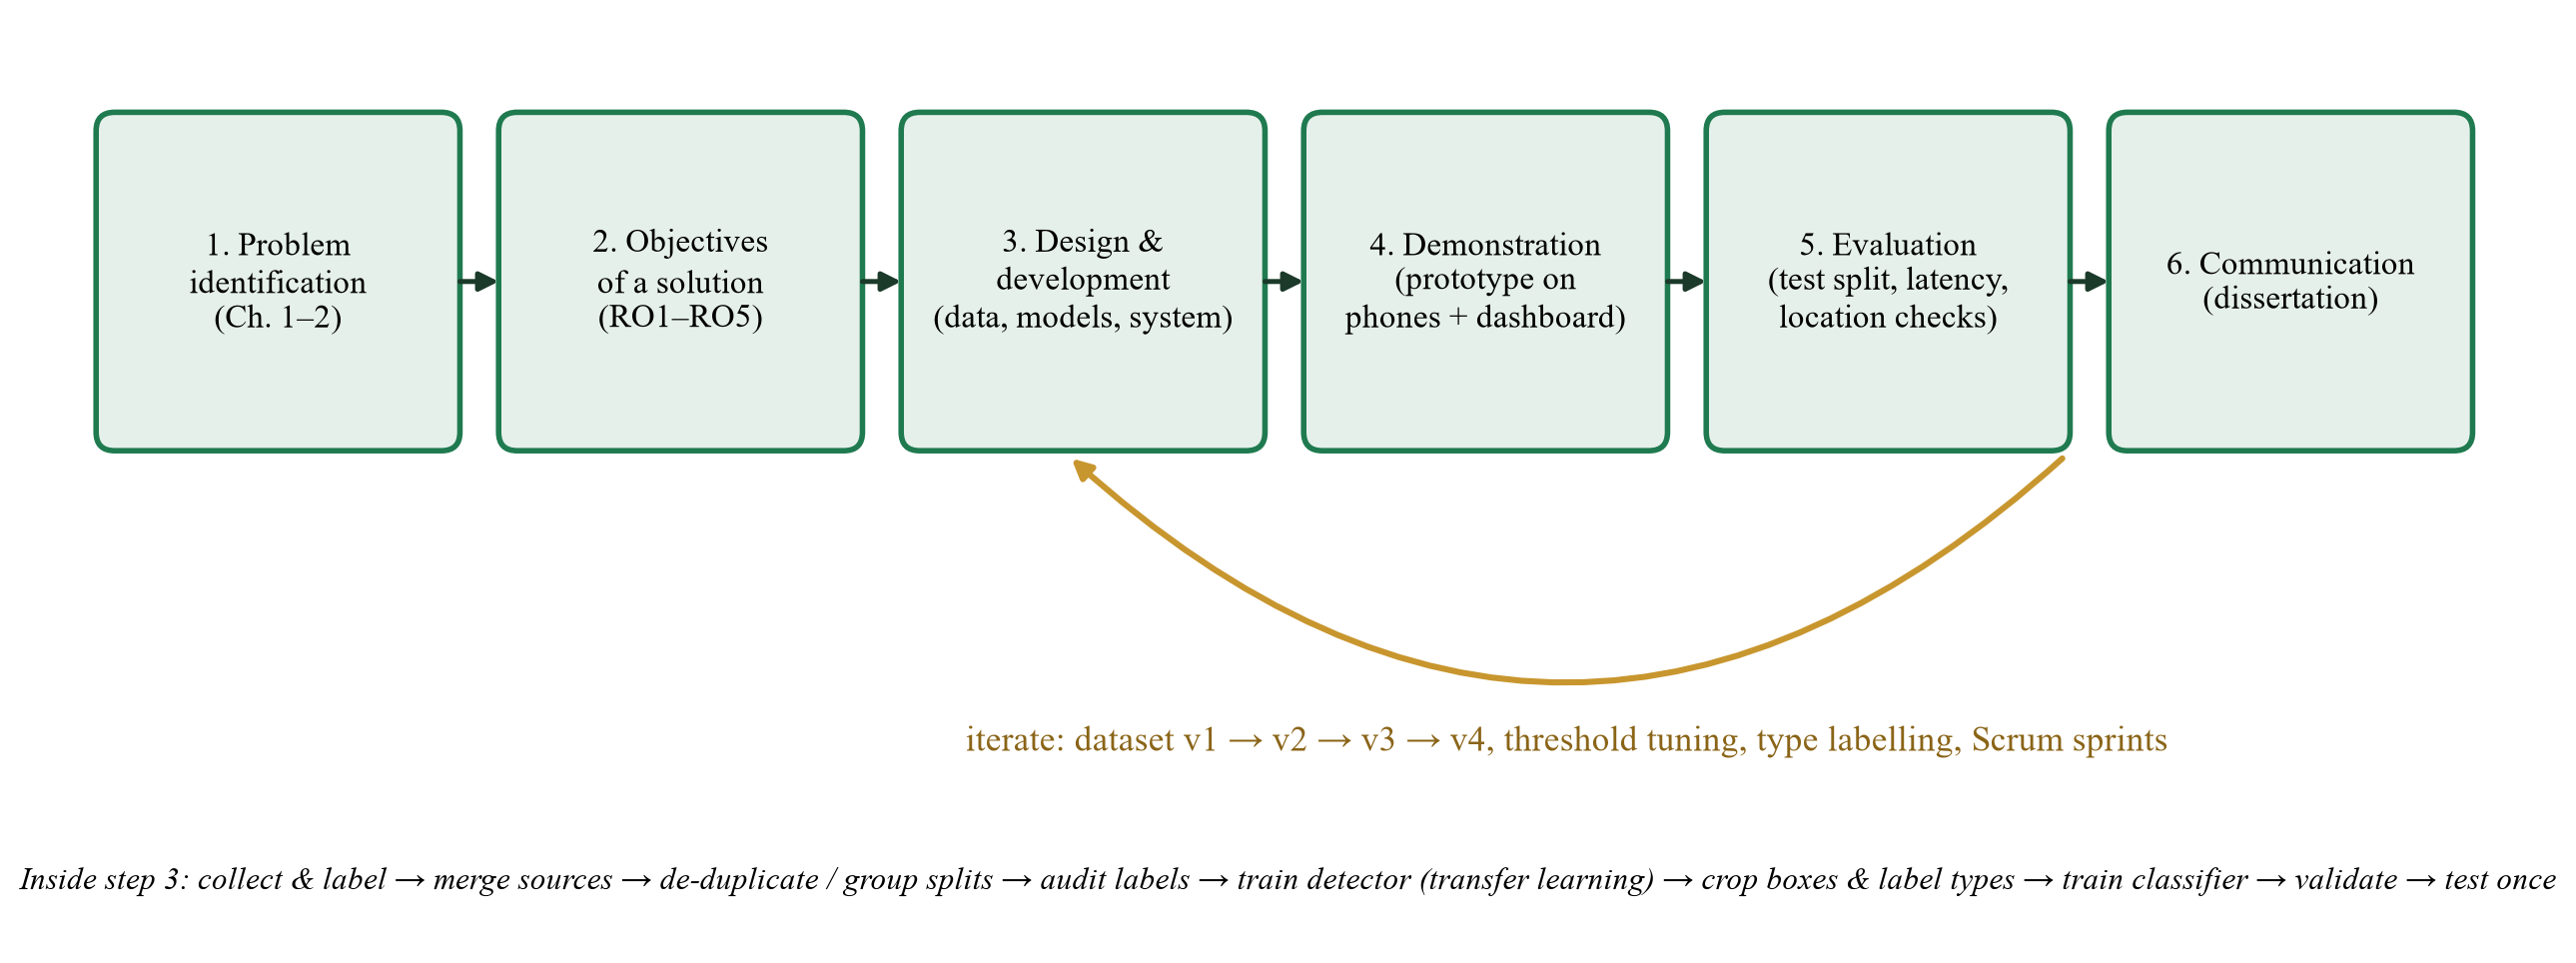 1. Problem
identification
(Ch. 1–2)
2. Objectives
of a solution
(RO1–RO5)
3. Design &
development
(data, models, system)
4. Demonstration
(prototype on
phones + dashboard)
5. Evaluation
(test split, latency,
location checks)
6. Communication
(dissertation)
iterate: dataset v1 → v2 → v3 → v4, threshold tuning, type labelling, Scrum sprints
Inside step 3: collect & label → merge sources → de-duplicate / group splits → audit labels → train detector (transfer learning) → crop boxes & label types → train classifier → validate → test once